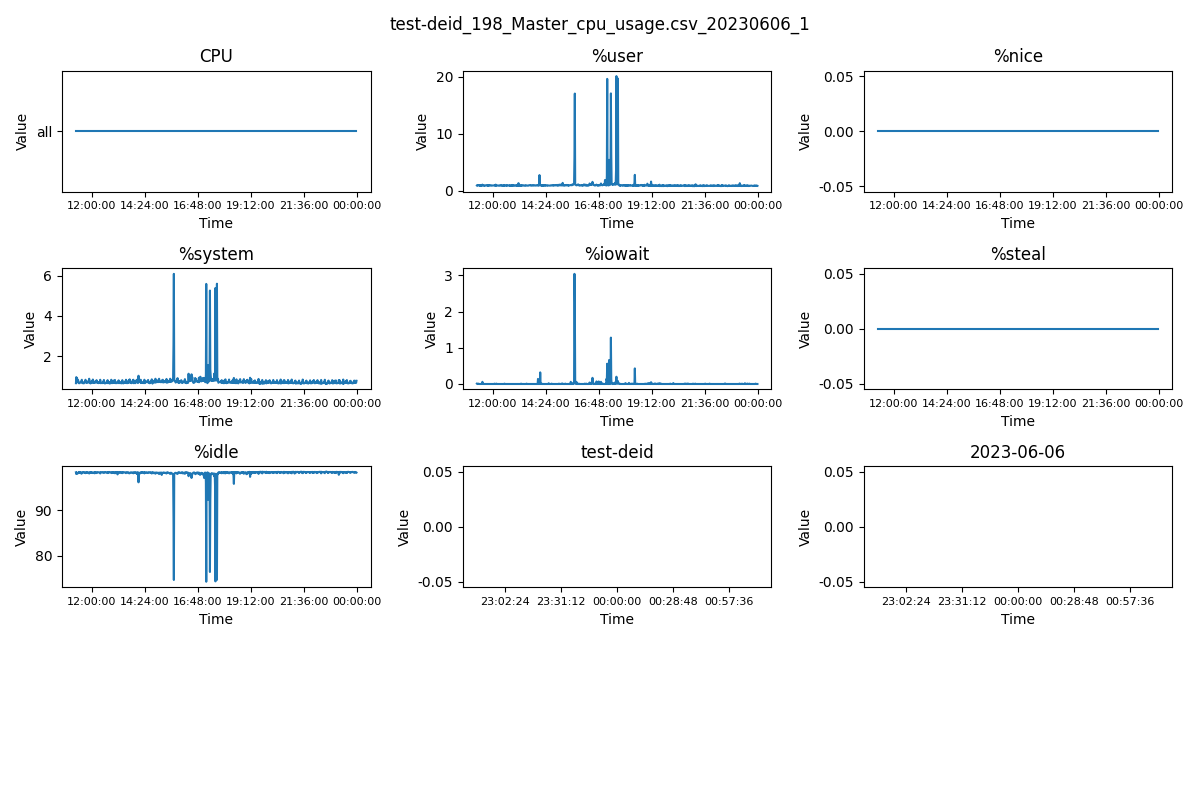 test-deid_198_Master_cpu_usage.csv_20230606_1
CPU
Value
all
12:00:00 14:24:00 16:48:00 19:12:00 21:36:00 00:00:00
Time
%user
Value
20
10
0
12:00:00 14:24:00 16:48:00 19:12:00 21:36:00 00:00:00
Time
%nice
Value
0.05
0.00
-0.05
12:00:00 14:24:00 16:48:00 19:12:00 21:36:00 00:00:00
Time
%system
Value
6
4
2
12:00:00 14:24:00 16:48:00 19:12:00 21:36:00 00:00:00
Time
%iowait
Value
3
2
1
0
12:00:00 14:24:00 16:48:00 19:12:00 21:36:00 00:00:00
Time
%steal
Value
0.05
0.00
-0.05
12:00:00 14:24:00 16:48:00 19:12:00 21:36:00 00:00:00
Time
%idle
Value
90
80
12:00:00 14:24:00 16:48:00 19:12:00 21:36:00 00:00:00
Time
test-deid
Value
0.05
0.00
-0.05
23:02:24 23:31:12 00:00:00 00:28:48 00:57:36
Time
2023-06-06
Value
0.05
0.00
-0.05
23:02:24 23:31:12 00:00:00 00:28:48 00:57:36
Time